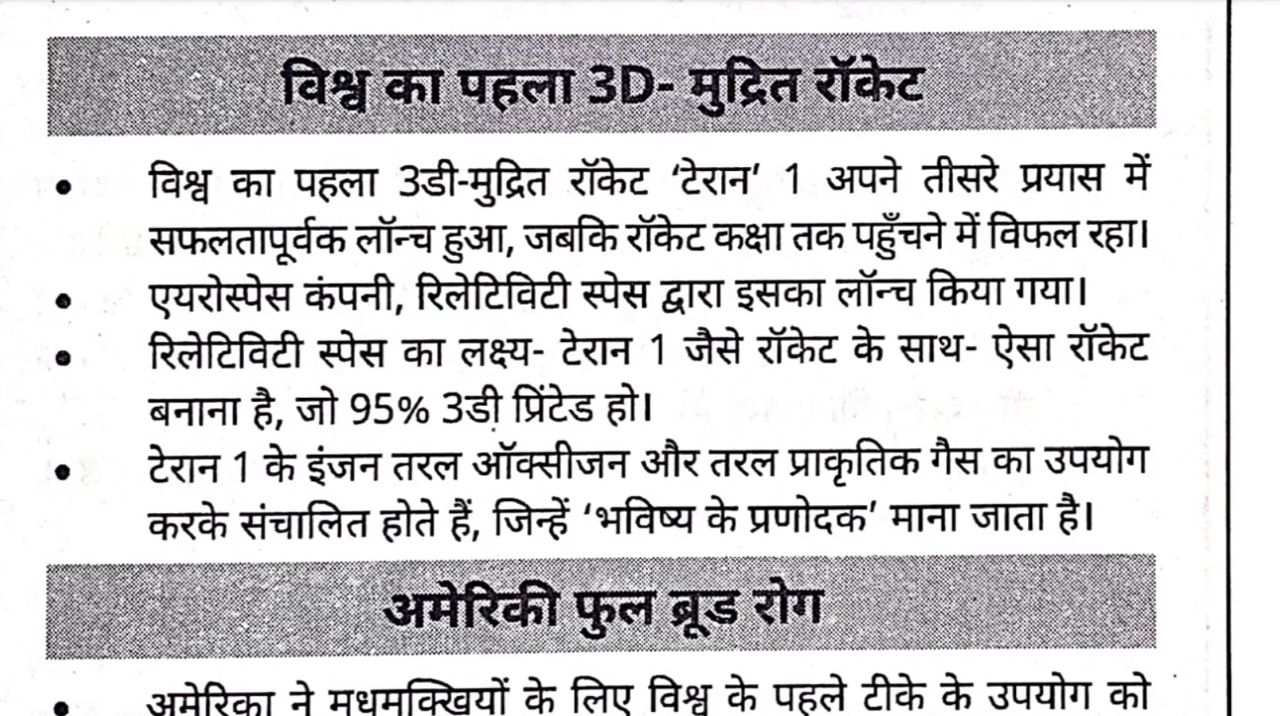 विश्व का पहला 3D- मुद्रित रॉकेट
• विश्व का पहला 3डी-मुद्रित रॉकेट ‘टेरान’ 1 अपने तीसरे प्रयास में
सफलतापूर्वक लॉन्च हुआ, जबकि रॉकेट कक्षा तक पहुँचने में विफल रहा।
• एयरोस्पेस कंपनी, रिलेटिविटी स्पेस द्वारा इसका लॉन्च किया गया।
• रिलेटिविटी स्पेस का लक्ष्य- टेरान 1 जैसे रॉकेट के साथ- ऐसा रॉकेट
बनाना है, जो 95% 3डी प्रिंटेड हो।
• टेरान 1 के इंजन तरल ऑक्सीजन और तरल प्राकृतिक गैस का उपयोग
करके संचालित होते हैं, जिन्हें ‘भविष्य के प्रणोदक’ माना जाता है।
अमेरिकी फुल ब्रूड रोग
• अमेरिका ने मधुमक्खियों के लिए विश्व के पहले टीके के उपयोग को